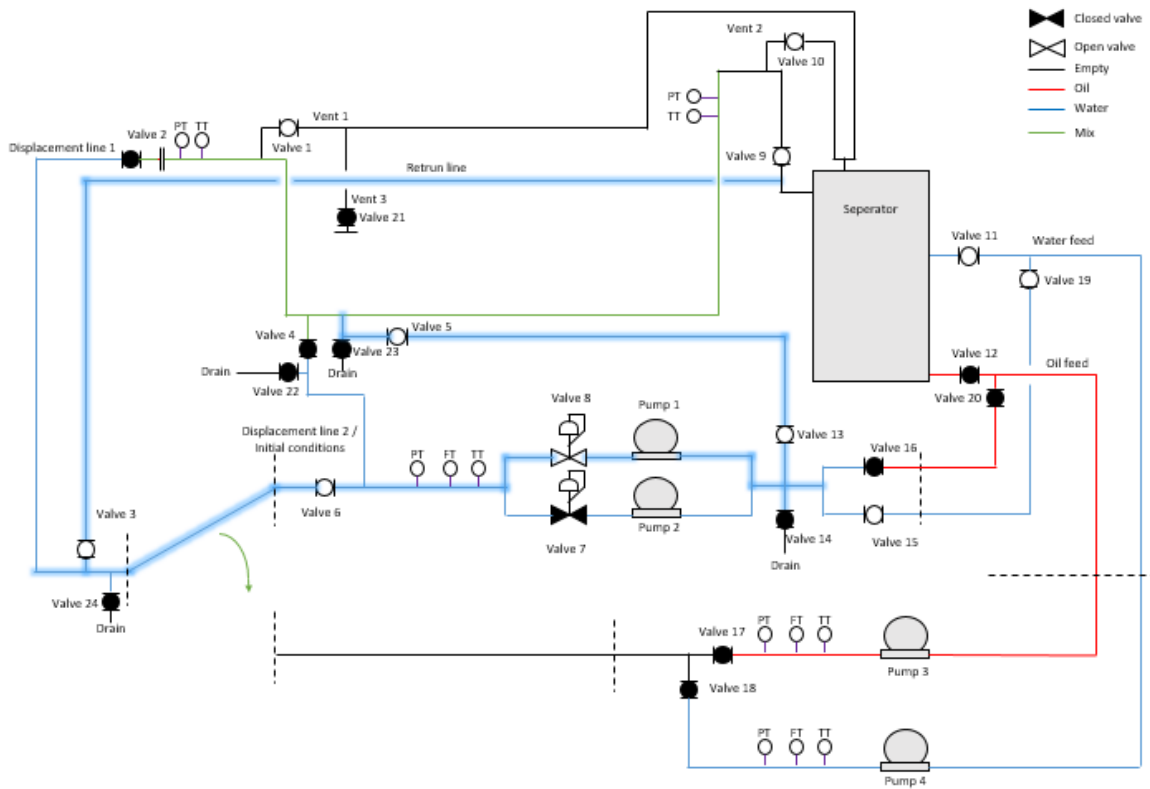 Closed valve
Open valve
Empty
Oil
Water
Mix
Vent 2
Valve 10
PT
TT
Vent 1
Valve 1
Valve 2
PT TT
Displacement line 1
Valve 9
Retrun line
Vent 3
Valve 21
Seperator
Valve 11
Water feed
Valve 19
Valve 5
Valve 4
Valve 23
Drain
Drain
Valve 22
Valve 12
Oil feed
Valve 20
Valve 8
Pump 1
Displacement line 2 /
Initial conditions
Valve 13
Valve 16
PT FT TT
Valve 6
Pump 2
Valve 7
Valve 14
Valve 15
Drain
Valve 3
Valve 24
Drain
Valve 17
PT FT TT
Pump 3
Valve 18
PT FT TT
Pump 4